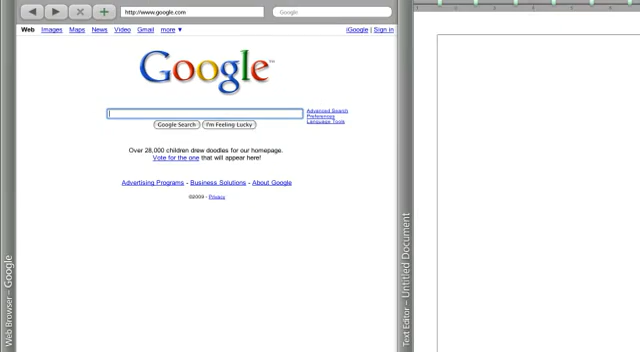 http://www.google.com
Google
Web Images Maps News Video Gmail more ▼
iGoogle | Sign in
Google™
Advanced Search
Preferences
Language Tools
Google Search I'm Feeling Lucky
Over 28,000 children drew doodles for our homepage.
Vote for the one that will appear here!
Advertising Programs - Business Solutions - About Google
©2009 - Privacy
Web Browser – Google
Text Editor – Untitled Document